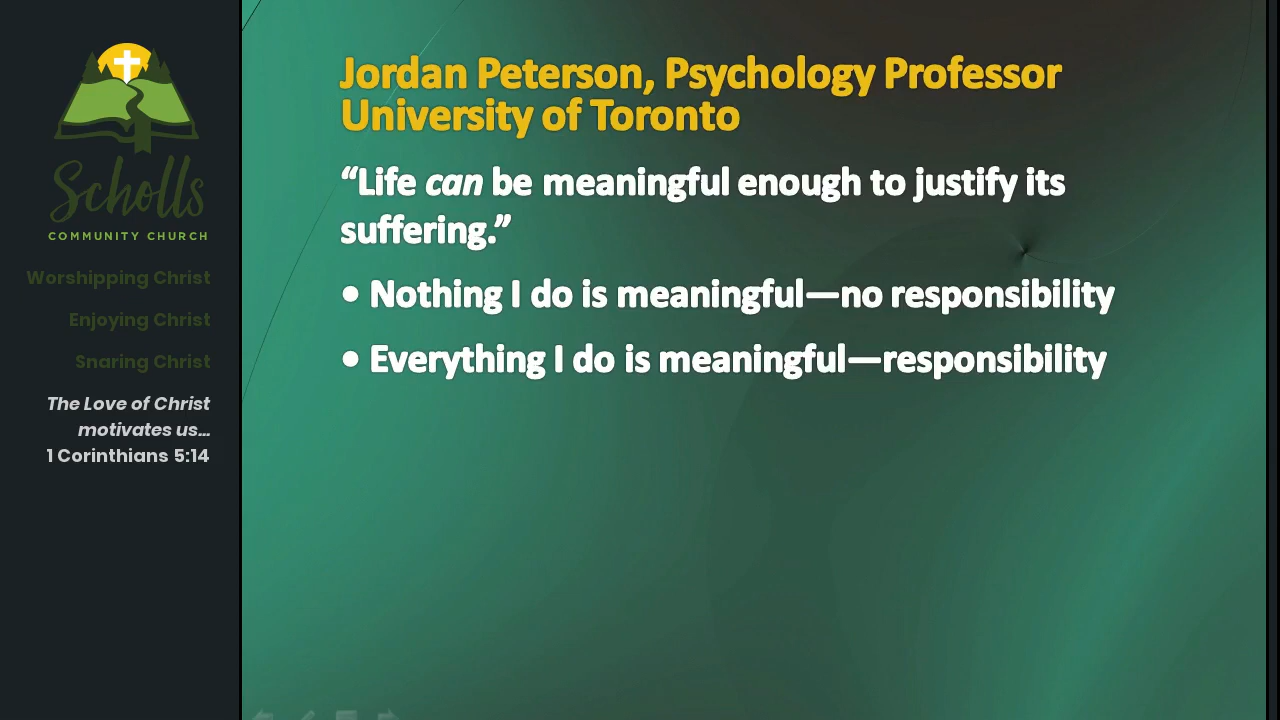 Scholls
COMMUNITY CHURCH
Worshipping Christ
Enjoying Christ
Snaring Christ
The Love of Christ
motivates us...
1 Corinthians 5:14
Jordan Peterson, Psychology Professor
University of Toronto
“Life can be meaningful enough to justify its
suffering.”
• Nothing I do is meaningful—no responsibility
• Everything I do is meaningful—responsibility